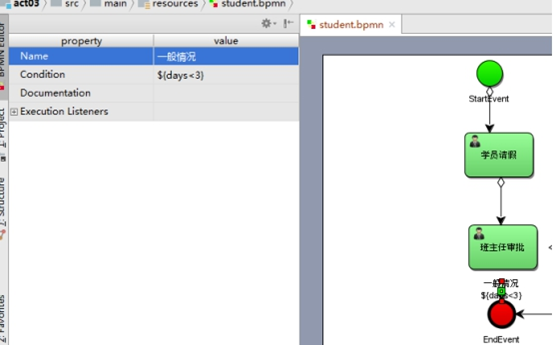 act03 src main resources student.bpmn
BPMN Editor
1: Project
7: Structure
2: Favorites
property value
Name 一般情况
Condition ${days<3}
Documentation
Execution Listeners
student.bpmn
StartEvent
学员请假
班主任审批
一般情况
${days<3}
EndEvent